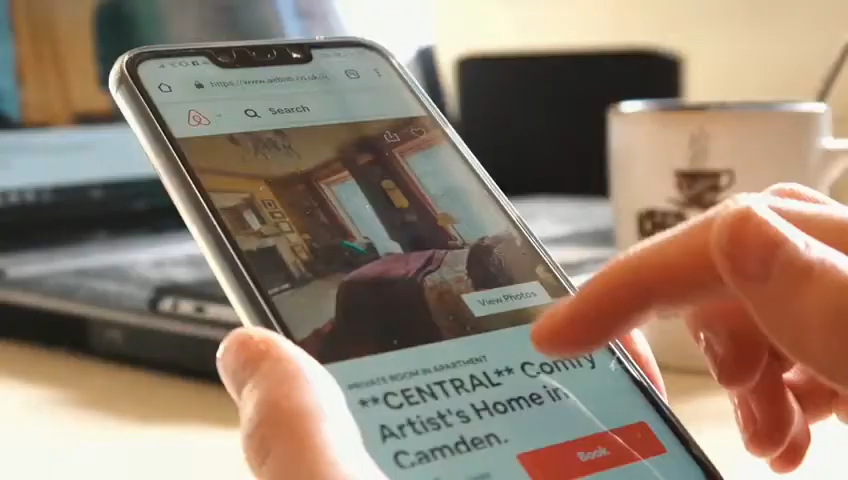 https://www.airbnb.co.uk/
Search
View Photos
PRIVATE ROOM IN APARTMENT
**CENTRAL** Comfy
Artist's Home in
Camden.
Book